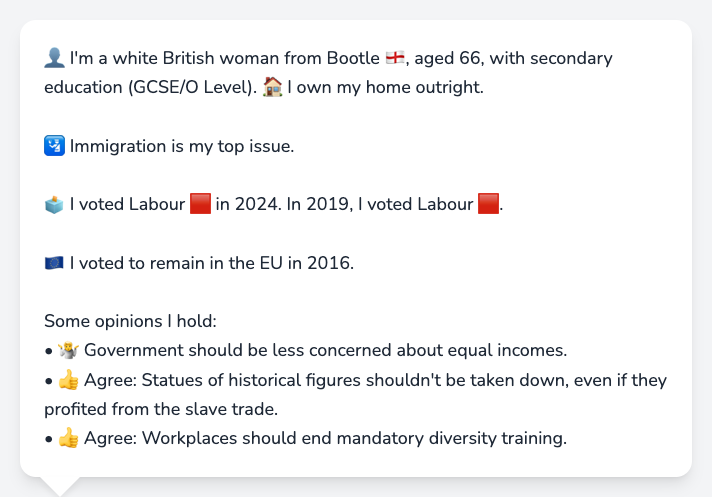 👤 I'm a white British woman from Bootle 🏴󠁧󠁢󠁥󠁮󠁧󠁿, aged 66, with secondary
education (GCSE/O Level). 🏠 I own my home outright.
🛂 Immigration is my top issue.
🗳️ I voted Labour 🟥 in 2024. In 2019, I voted Labour 🟥.
🇪🇺 I voted to remain in the EU in 2016.
Some opinions I hold:
• 🤷 Government should be less concerned about equal incomes.
• 👍 Agree: Statues of historical figures shouldn't be taken down, even if they
profited from the slave trade.
• 👍 Agree: Workplaces should end mandatory diversity training.